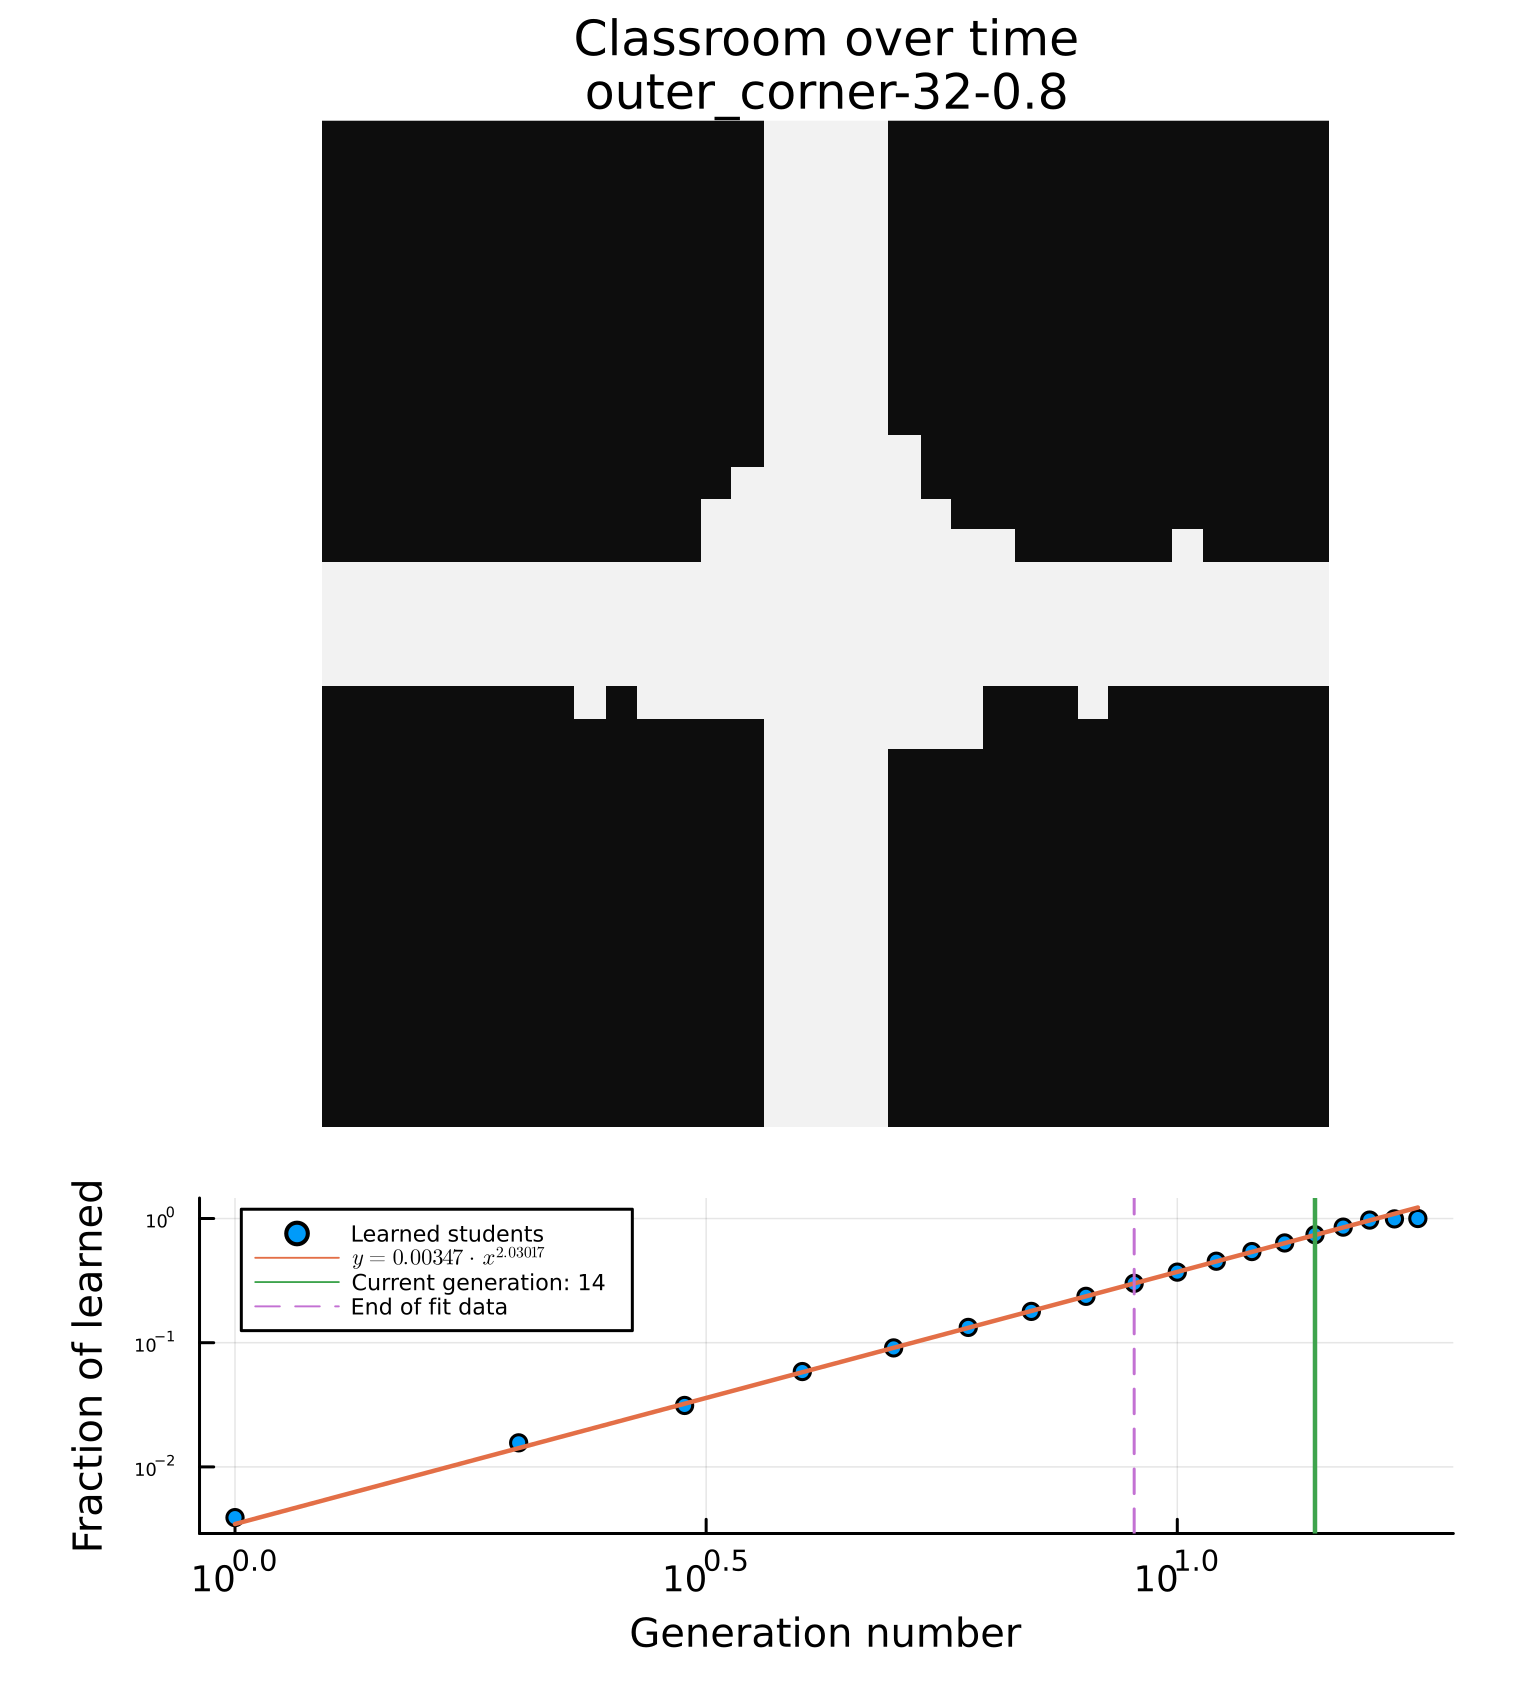 Classroom over time
outer_corner-32-0.8
Fraction of learned
10^0
10^-1
10^-2
Learned students
y = 0.00347 · x^2.03017
Current generation: 14
End of fit data
10^0.0
10^0.5
10^1.0
Generation number